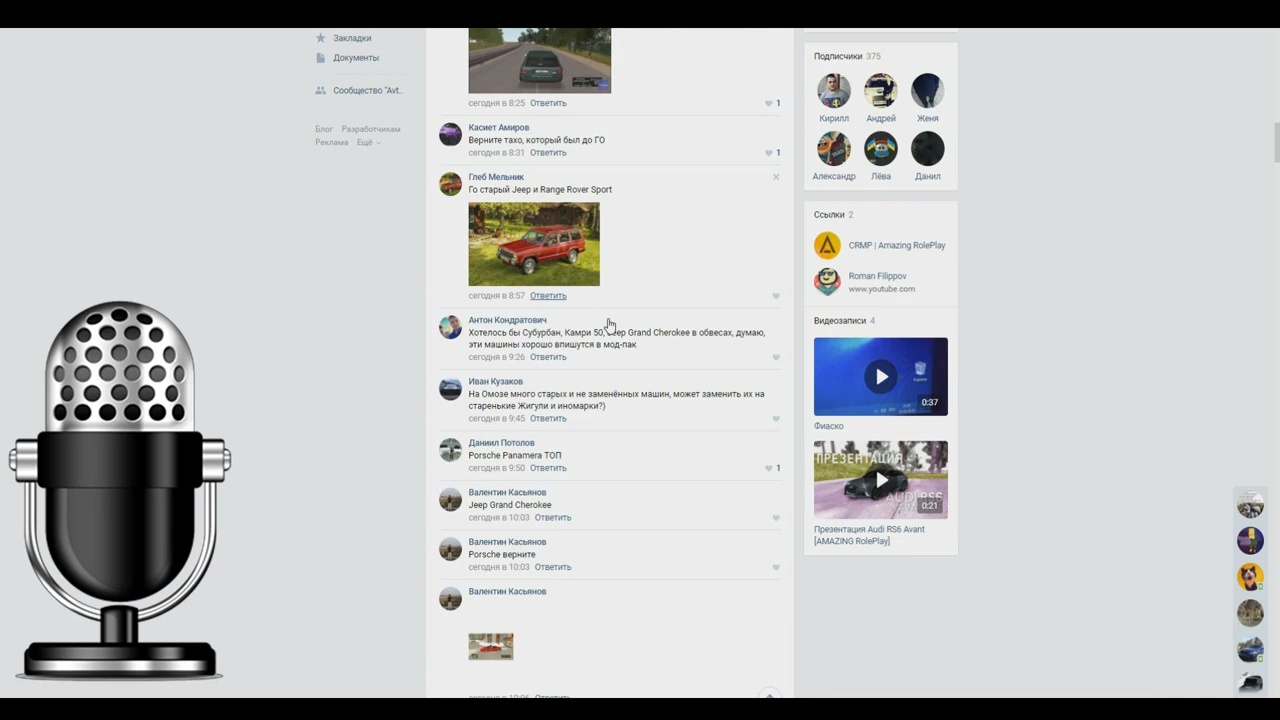 Закладки
Документы
Сообщество "Avt..
Блог Разработчикам
Реклама Ещё
сегодня в 8:25 Ответить 1
Касиет Амиров
Верните тахо, который был до ГО
сегодня в 8:31 Ответить 1
Глеб Мельник
Го старый Jeep и Range Rover Sport
сегодня в 8:57 Ответить
Антон Кондратович
Хотелось бы Субурбан, Камри 50, Jeep Grand Cherokee в обвесах, думаю,
эти машины хорошо впишутся в мод-пак
сегодня в 9:26 Ответить
Иван Кузаков
На Омозе много старых и не заменённых машин, может заменить их на
старенькие Жигули и иномарки?)
сегодня в 9:45 Ответить
Даниил Потолов
Porsche Panamera ТОП
сегодня в 9:50 Ответить 1
Валентин Касьянов
Jeep Grand Cherokee
сегодня в 10:03 Ответить
Валентин Касьянов
Porsche верните
сегодня в 10:03 Ответить
Валентин Касьянов
сегодня в 10:06 Ответить
Подписчики 375
Кирилл Андрей Женя
Александр Лёва Данил
Ссылки 2
CRMP | Amazing RolePlay
Roman Filippov
www.youtube.com
Видеозаписи 4
0:37
Фиаско
ПРЕЗЕНТАЦИЯ
AUDI RS6
0:21
Презентация Audi RS6 Avant
[AMAZING RolePlay]